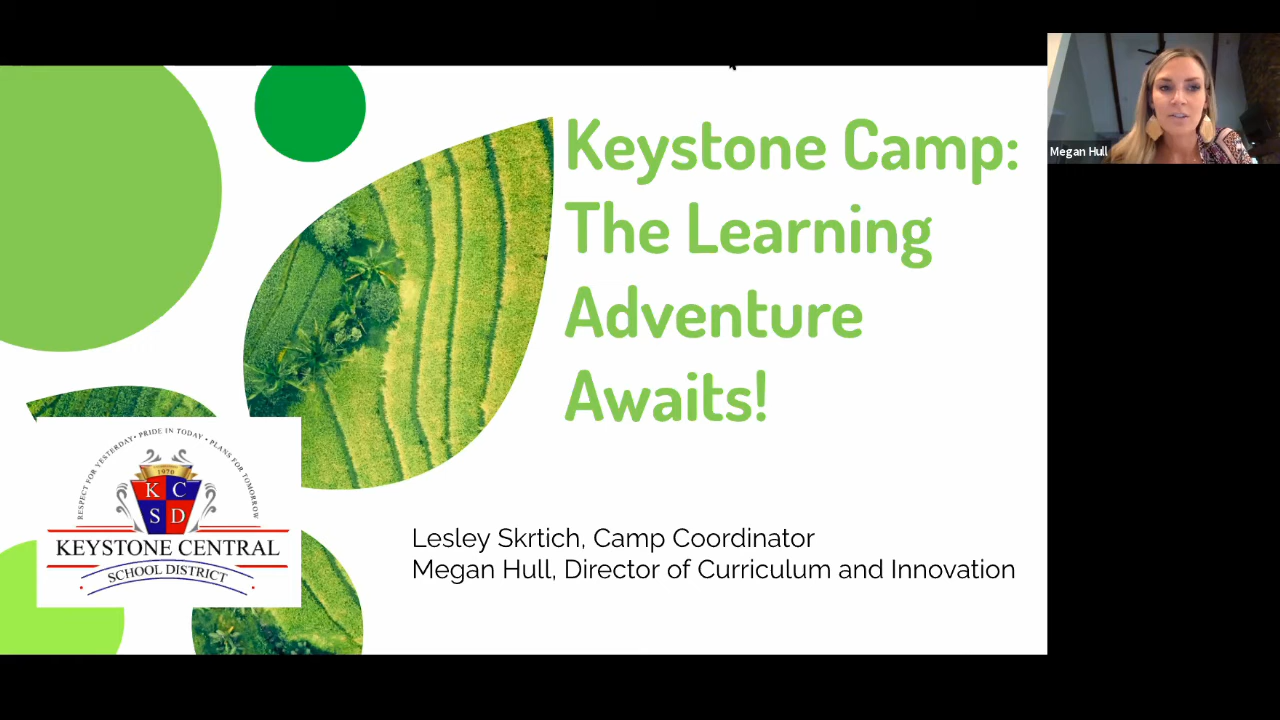 Keystone Camp:
The Learning
Adventure
Awaits!
Megan Hull
RESPECT FOR YESTERDAY • PRIDE IN TODAY • PLANS FOR TOMORROW
1970
K C
S D
KEYSTONE CENTRAL
SCHOOL DISTRICT
Lesley Skrtich, Camp Coordinator
Megan Hull, Director of Curriculum and Innovation